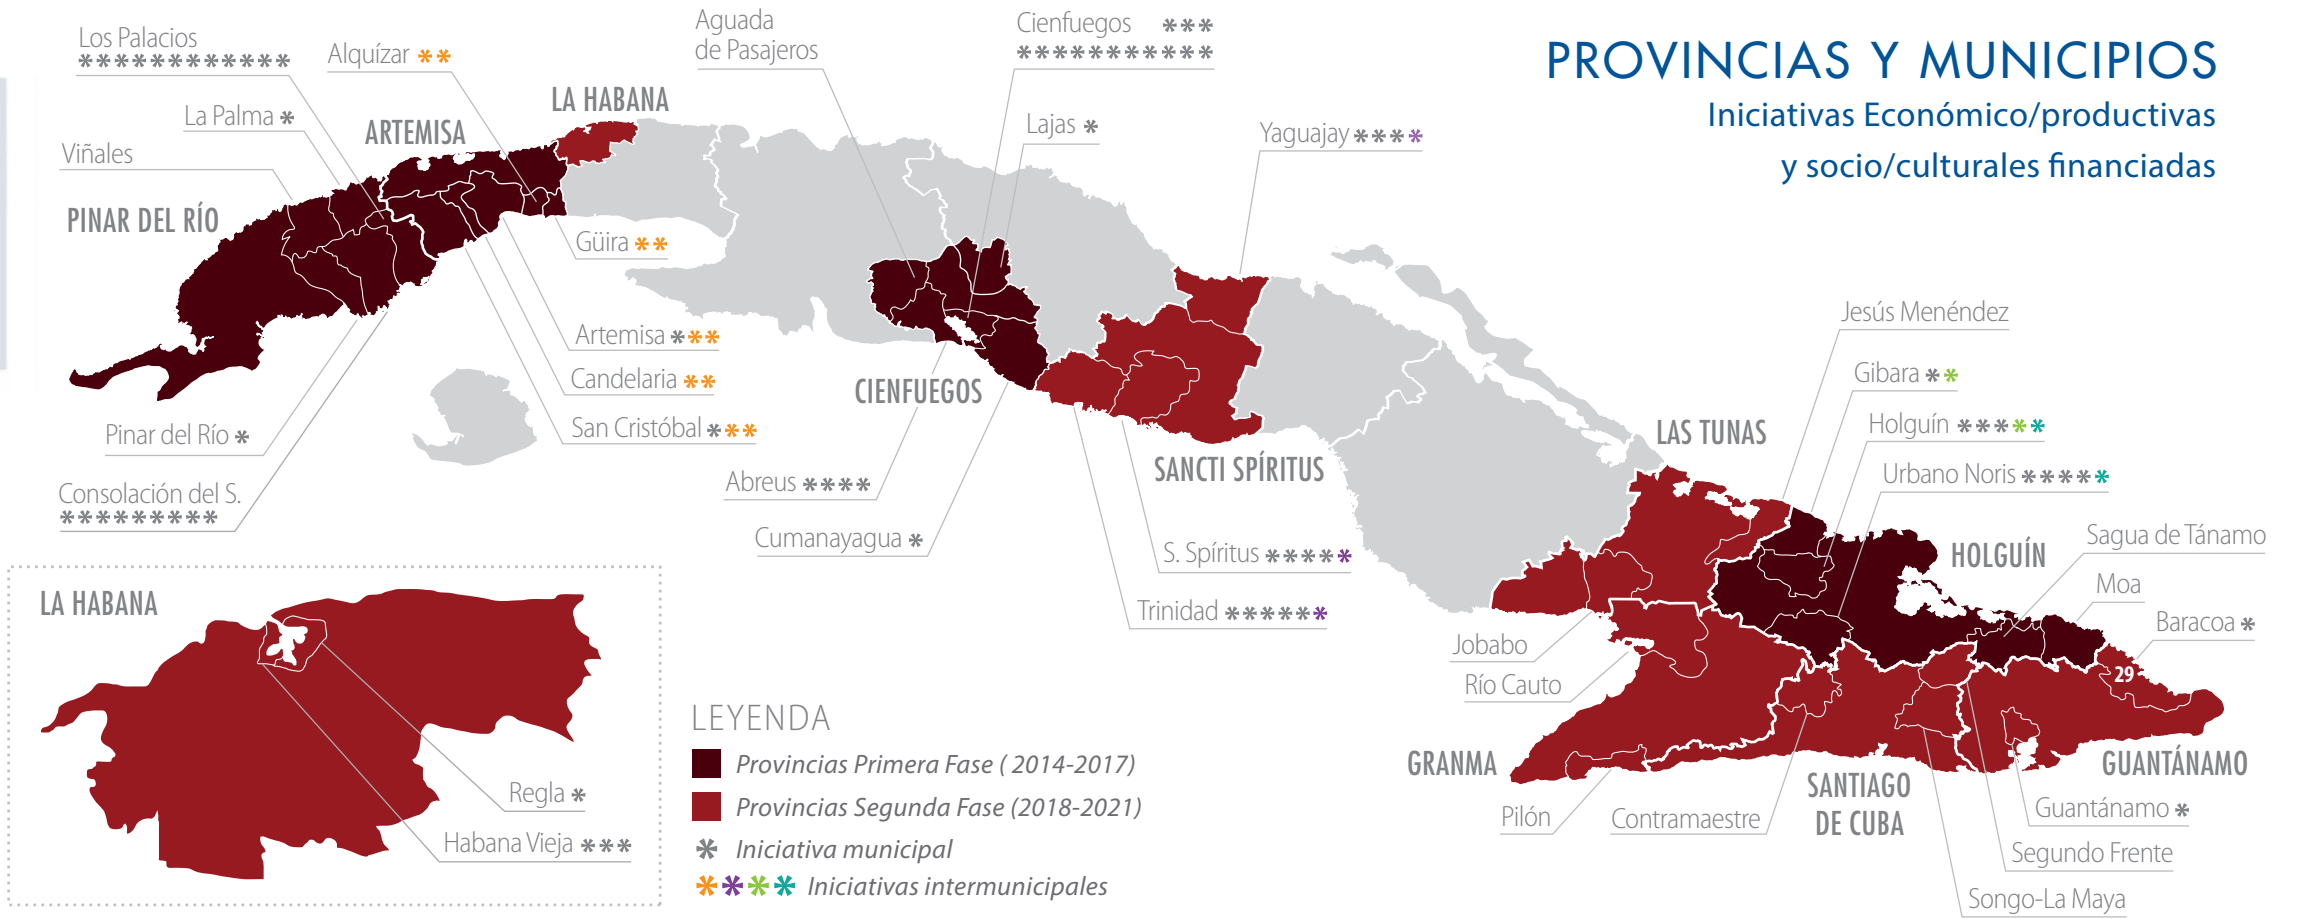 PROVINCIAS Y MUNICIPIOS
Iniciativas Económico/productivas
y socio/culturales financiadas
Los Palacios
************
Alquízar **
La Palma *
Viñales
PINAR DEL RÍO
ARTEMISA
LA HABANA
Güira **
Artemisa ***
Candelaria **
San Cristóbal ***
Pinar del Río *
Consolación del S.
*********
Aguada
de Pasajeros
Cienfuegos ***
***********
Lajas *
CIENFUEGOS
Abreus ****
Cumanayagua *
Yaguajay ****
SANCTI SPÍRITUS
S. Spíritus *****
Trinidad ******
LAS TUNAS
Jesús Menéndez
Gibara **
Holguín *****
Urbano Noris *****
HOLGUÍN
Sagua de Tánamo
Moa
Baracoa *
29
Jobabo
Río Cauto
GRANMA
Pilón
Contramaestre
SANTIAGO
DE CUBA
GUANTÁNAMO
Guantánamo *
Segundo Frente
Songo-La Maya
LA HABANA
Regla *
Habana Vieja ***
LEYENDA
Provincias Primera Fase ( 2014-2017)
Provincias Segunda Fase (2018-2021)
* Iniciativa municipal
**** Iniciativas intermunicipales